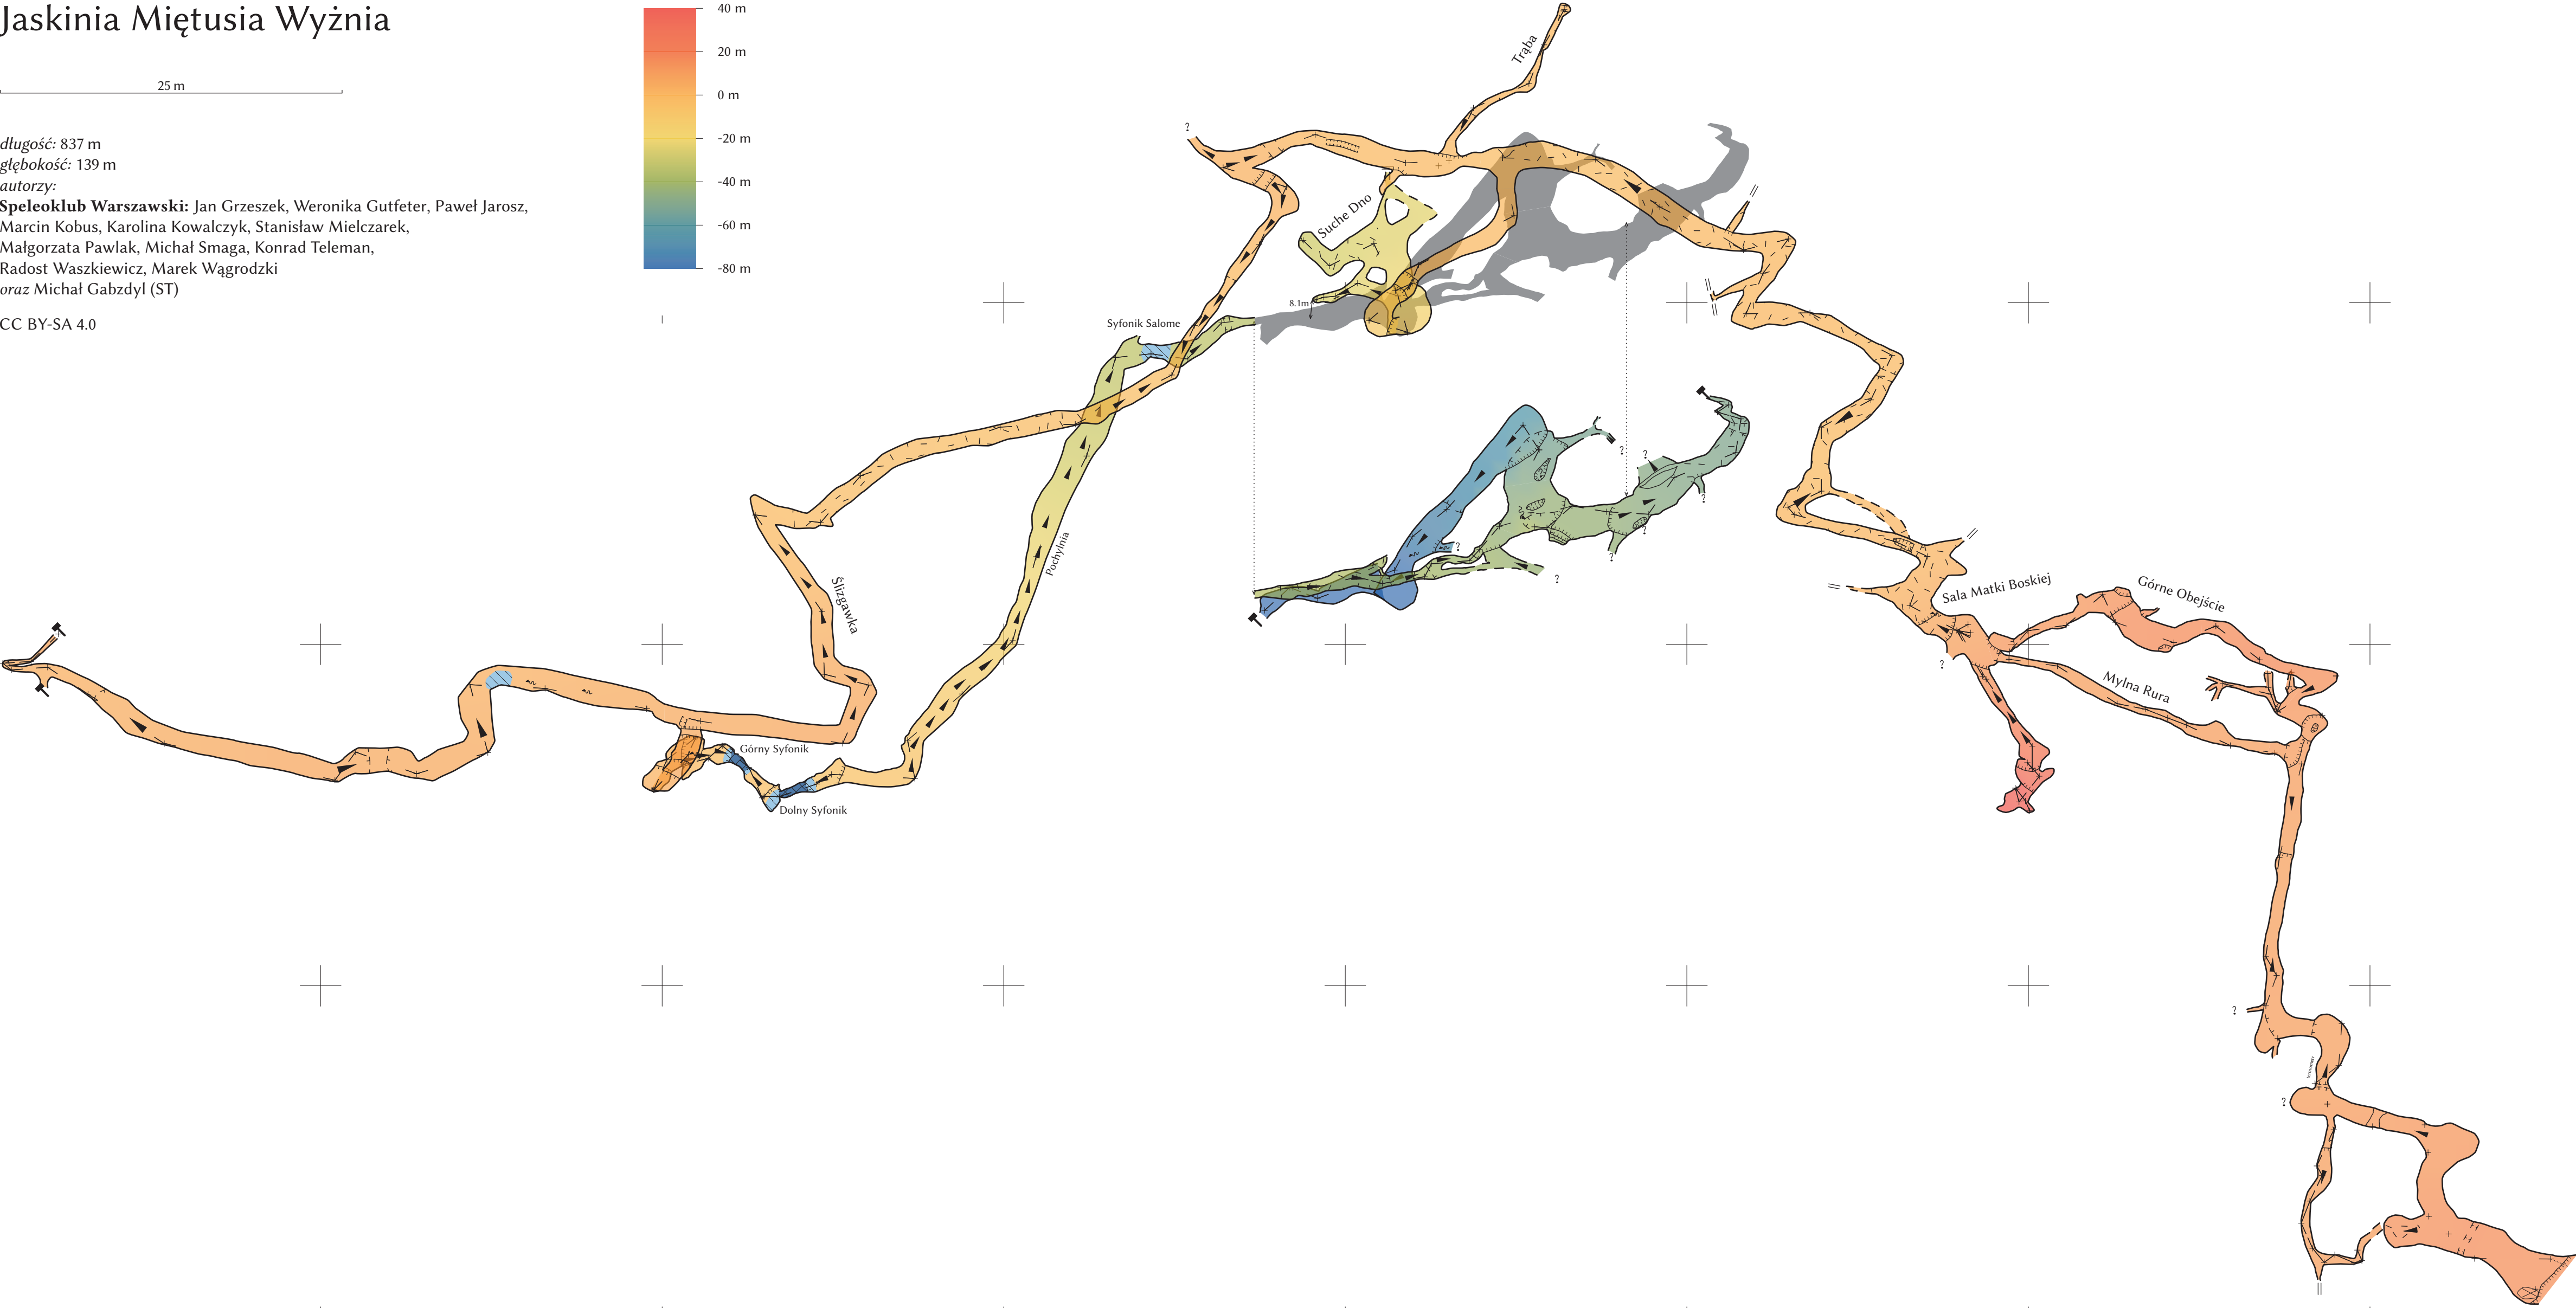 Jaskinia Miętusia Wyżnia
25 m
długość: 837 m
głębokość: 139 m
autorzy:
Speleoklub Warszawski: Jan Grzeszek, Weronika Gutfeter, Paweł Jarosz,
Marcin Kobus, Karolina Kowalczyk, Stanisław Mielczarek,
Małgorzata Pawlak, Michał Smaga, Konrad Teleman,
Radost Waszkiewicz, Marek Wągrodzki
oraz Michał Gabzdyl (ST)
CC BY-SA 4.0
40 m
20 m
0 m
-20 m
-40 m
-60 m
-80 m
Trąba
?
Suche Dno
8.1m
Syfonik Salome
?
?
?
?
?
?
?
Pochylnia
Ślizgawka
Sala Matki Boskiej
Górne Obejście
?
Mylna Rura
Górny Syfonik
Dolny Syfonik
?
?